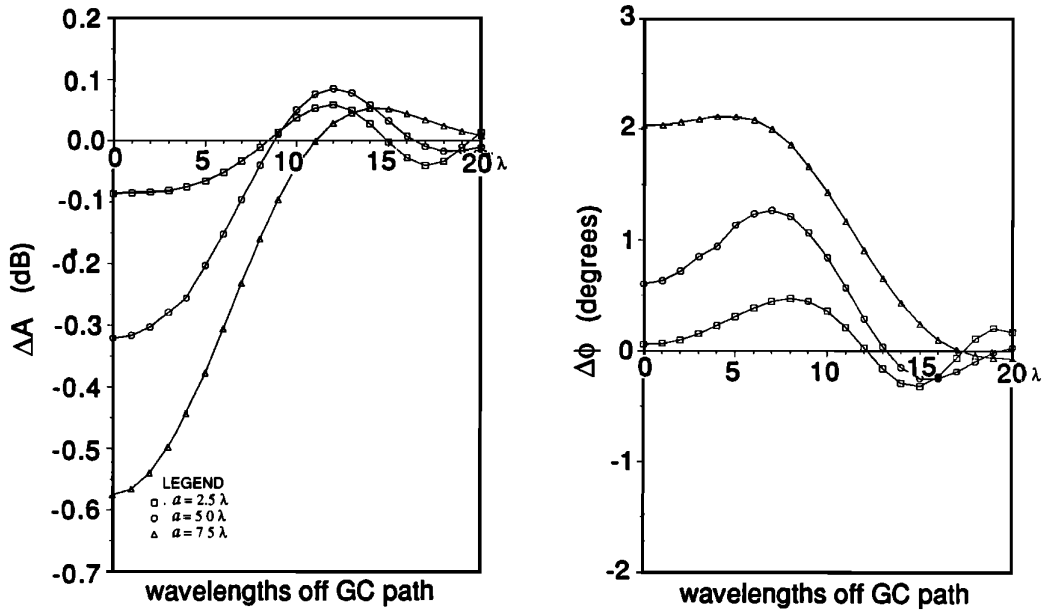 0.2
0.1
0.0
-0.1
-0.2
-0.3
-0.4
-0.5
-0.6
-0.7
ΔA (dB)
0 5 10 15 20 λ
LEGEND
a = 2.5 λ
a = 5 0 λ
a = 7 5 λ
wavelengths off GC path
3
2
1
0
-1
-2
Δϕ (degrees)
0 5 10 15 20 λ
wavelengths off GC path